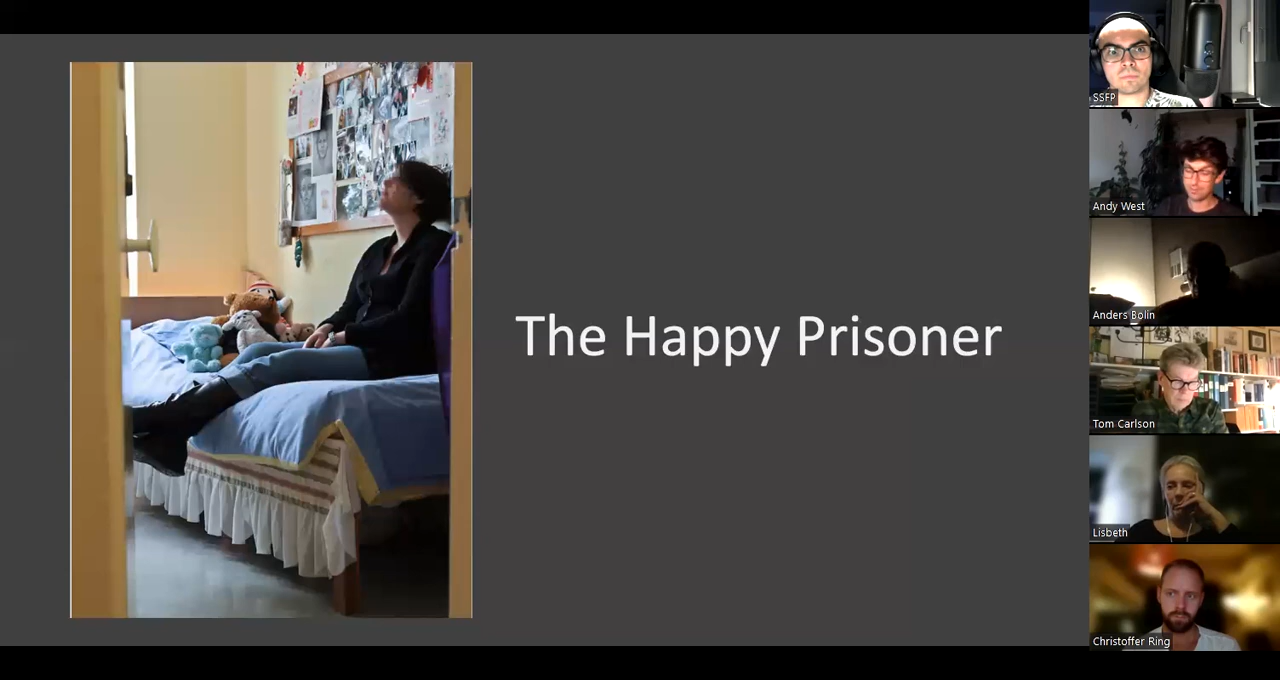 The Happy Prisoner
SSFP
Andy West
Anders Bolin
Tom Carlson
Lisbeth
Christoffer Ring